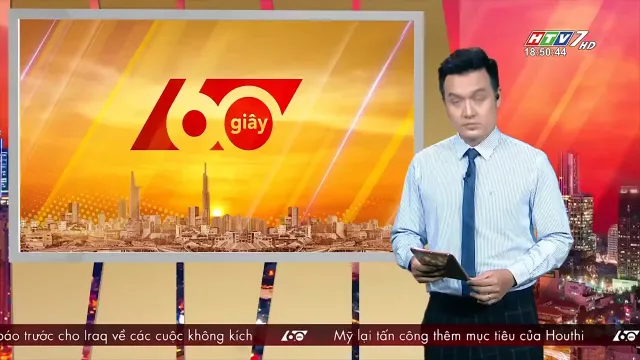 HTV7 HD
18:50:44
60 giây
báo trước cho Iraq về các cuộc không kích 60 Mỹ lại tấn công thêm mục tiêu của Houthi